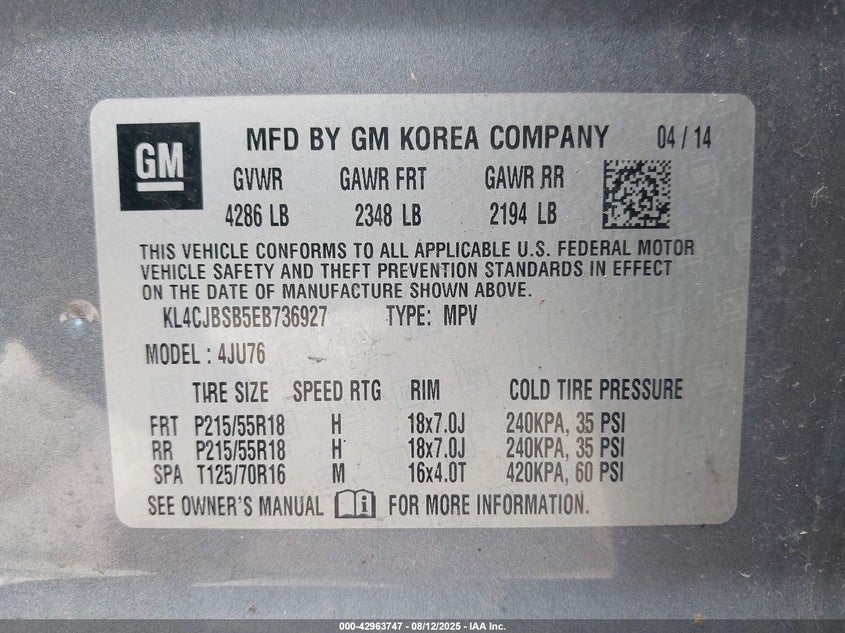 GM
MFD BY GM KOREA COMPANY 04 / 14
GVWR GAWR FRT GAWR RR
4286 LB 2348 LB 2194 LB
THIS VEHICLE CONFORMS TO ALL APPLICABLE U.S. FEDERAL MOTOR
VEHICLE SAFETY AND THEFT PREVENTION STANDARDS IN EFFECT
ON THE DATE OF MANUFACTURE SHOWN ABOVE.
KL4CJBSB5EB736927 TYPE: MPV
MODEL : 4JU76
TIRE SIZE SPEED RTG RIM COLD TIRE PRESSURE
FRT P215/55R18 H 18x7.0J 240KPA, 35 PSI
RR P215/55R18 H 18x7.0J 240KPA, 35 PSI
SPA T125/70R16 M 16x4.0T 420KPA, 60 PSI
SEE OWNER'S MANUAL FOR MORE INFORMATION.
000-42963747 - 08/12/2025 - IAA Inc.